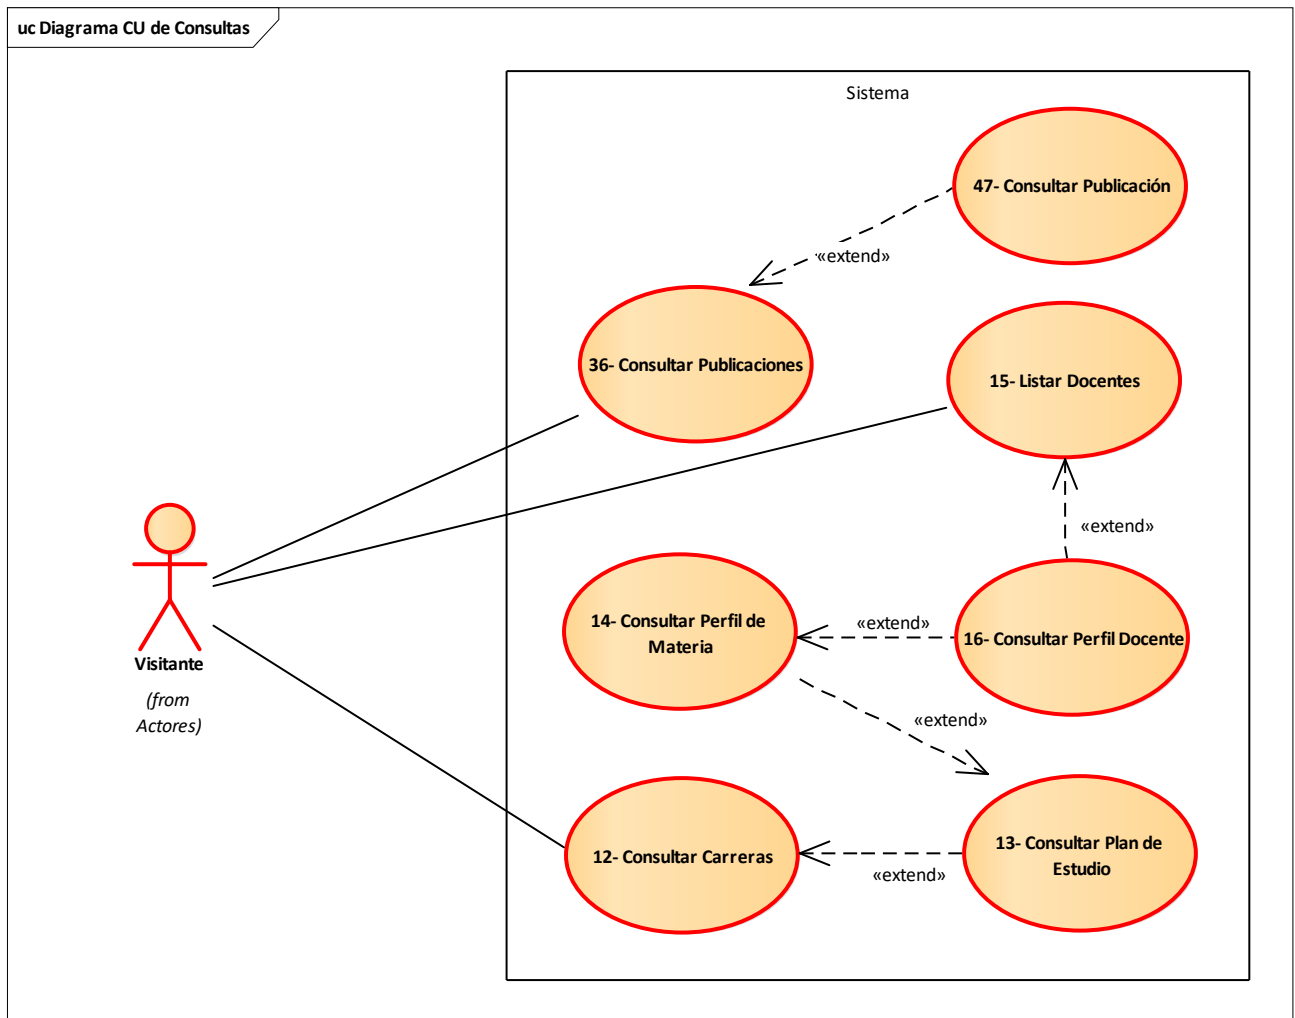 uc Diagrama CU de Consultas
Sistema
47- Consultar Publicación
«extend»
36- Consultar Publicaciones
15- Listar Docentes
«extend»
14- Consultar Perfil de
Materia
«extend»
16- Consultar Perfil Docente
Visitante
(from
Actores)
«extend»
12- Consultar Carreras
«extend»
13- Consultar Plan de
Estudio